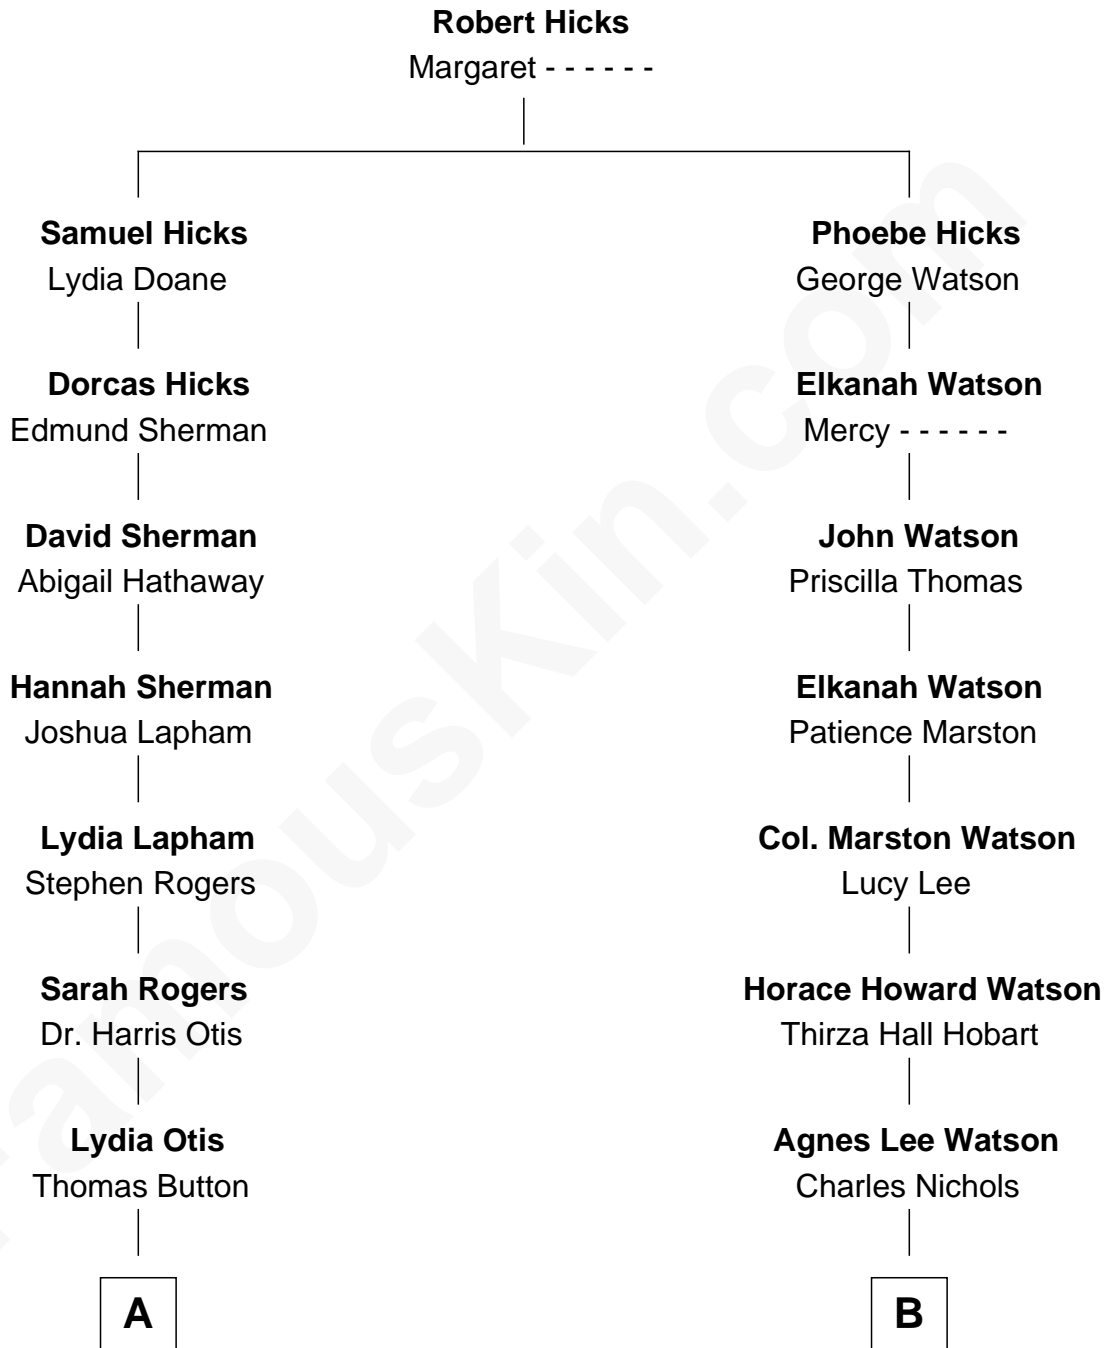 Robert Hicks
Margaret - - - - - -
Samuel Hicks
Lydia Doane
Phoebe Hicks
George Watson
Dorcas Hicks
Edmund Sherman
Elkanah Watson
Mercy - - - - - -
David Sherman
Abigail Hathaway
John Watson
Priscilla Thomas
Hannah Sherman
Joshua Lapham
Elkanah Watson
Patience Marston
Lydia Lapham
Stephen Rogers
Col. Marston Watson
Lucy Lee
Sarah Rogers
Dr. Harris Otis
Horace Howard Watson
Thirza Hall Hobart
Lydia Otis
Thomas Button
Agnes Lee Watson
Charles Nichols
A
B
FamousKin.com